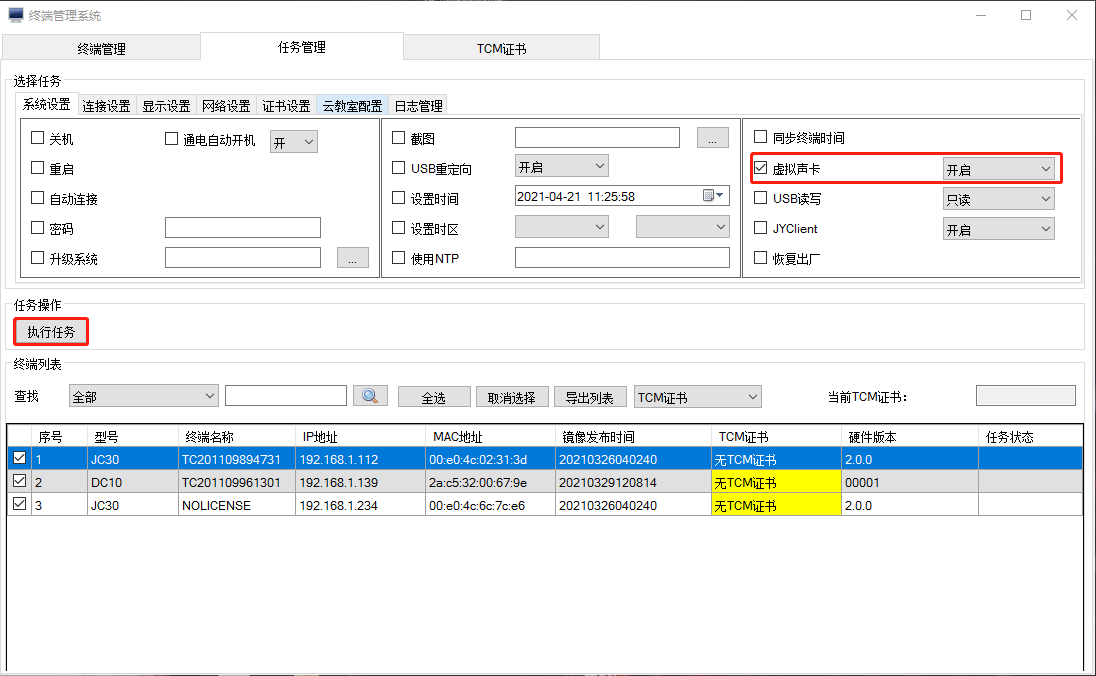 终端管理系统
终端管理 任务管理 TCM证书
选择任务
系统设置 连接设置 显示设置 网络设置 证书设置 云教室配置 日志管理
关机 通电自动开机 开 截图 ... 同步终端时间
重启 USB重定向 开启 虚拟声卡 开启
自动连接 设置时间 2021-04-21 11:25:58 USB读写 只读
密码 设置时区 JYClient 开启
升级系统 ... 使用NTP 恢复出厂
任务操作
执行任务
终端列表
查找 全部 全选 取消选择 导出列表 TCM证书 当前TCM证书:
序号 型号 终端名称 IP地址 MAC地址 镜像发布时间 TCM证书 硬件版本 任务状态
1 JC30 TC201109894731 192.168.1.112 00:e0:4c:02:31:3d 20210326040240 无TCM证书 2.0.0
2 DC10 TC201109961301 192.168.1.139 2a:c5:32:00:67:9e 20210329120814 无TCM证书 00001
3 JC30 NOLICENSE 192.168.1.234 00:e0:4c:6c:7c:e6 20210326040240 无TCM证书 2.0.0